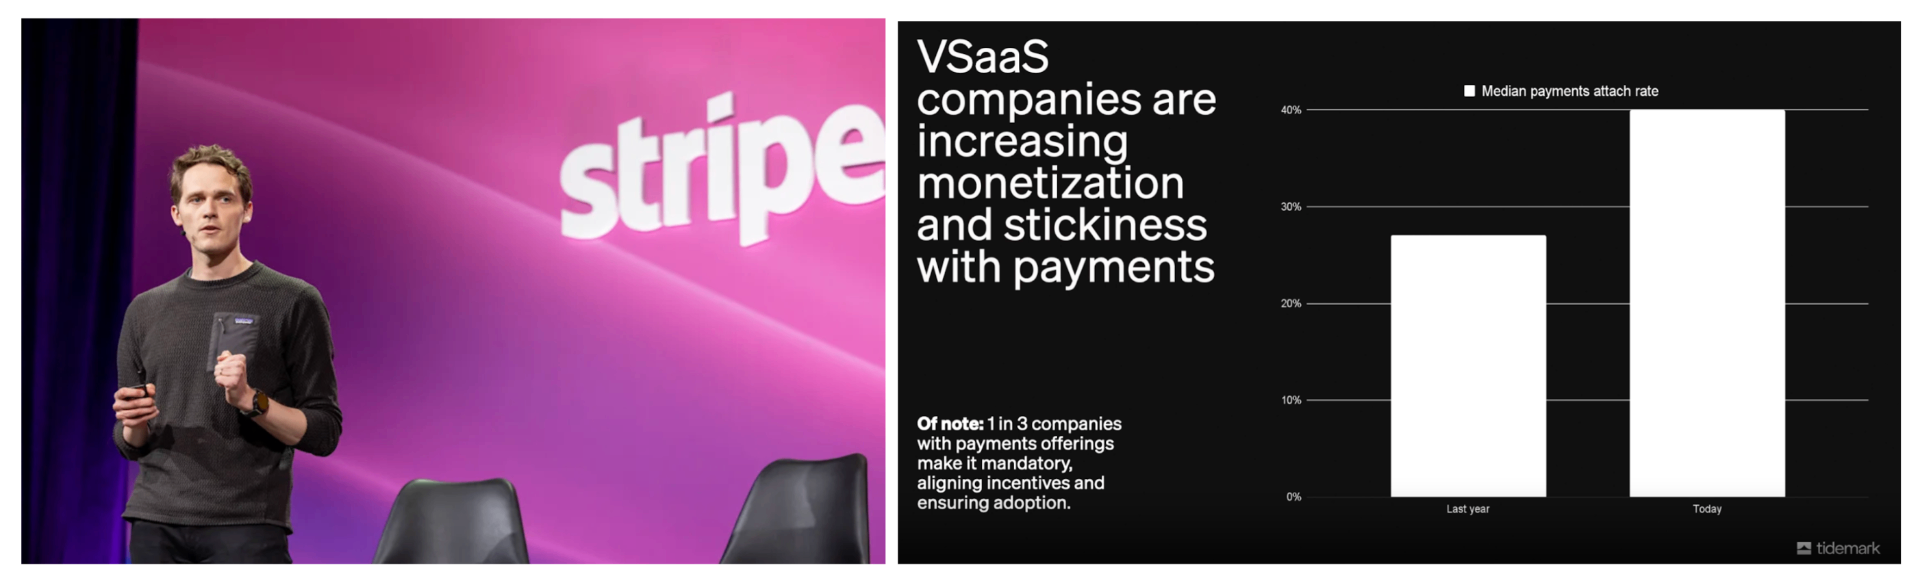 stripe
VSaaS
companies are
increasing
monetization
and stickiness
with payments
Of note: 1 in 3 companies
with payments offerings
make it mandatory,
aligning incentives and
ensuring adoption.
Median payments attach rate
40%
30%
20%
10%
0%
Last year
Today
tidemark